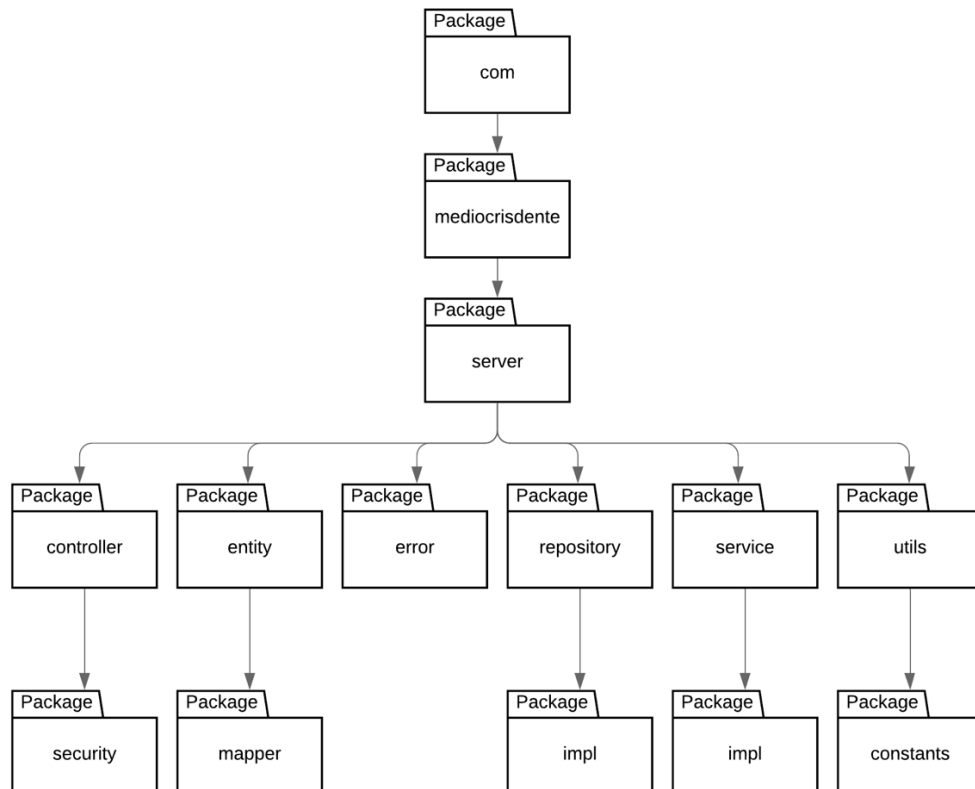 Package
com
Package
mediocrisdente
Package
server
Package
controller
Package
entity
Package
error
Package
repository
Package
service
Package
utils
Package
security
Package
mapper
Package
impl
Package
impl
Package
constants